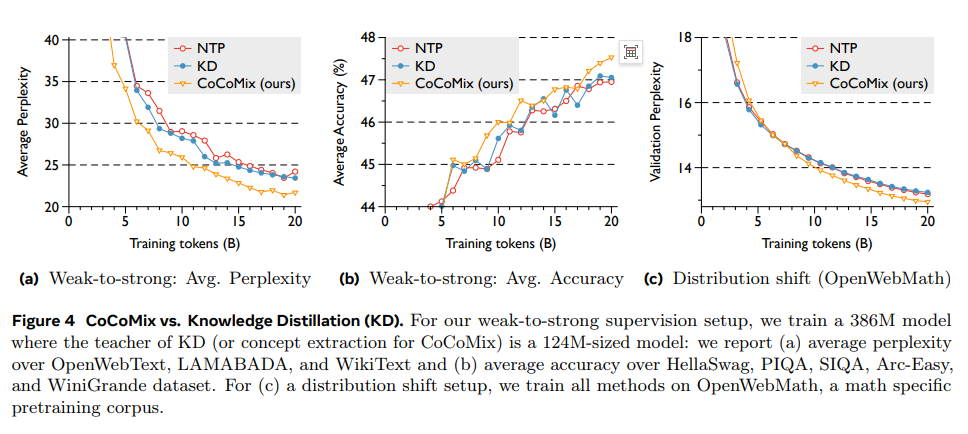 40
35
30
25
20
Average Perplexity
0
5
10
15
20
Training tokens (B)
NTP
KD
CoCoMix (ours)
48
47
46
45
44
Average Accuracy (%)
0
5
10
15
20
Training tokens (B)
NTP
KD
CoCoMix (ours)
18
16
14
Validation Perplexity
0
5
10
15
20
Training tokens (B)
NTP
KD
CoCoMix (ours)
(a) Weak-to-strong: Avg. Perplexity
(b) Weak-to-strong: Avg. Accuracy
(c) Distribution shift (OpenWebMath)
Figure 4 CoCoMix vs. Knowledge Distillation (KD). For our weak-to-strong supervision setup, we train a 386M model
where the teacher of KD (or concept extraction for CoCoMix) is a 124M-sized model: we report (a) average perplexity
over OpenWebText, LAMABADA, and WikiText and (b) average accuracy over HellaSwag, PIQA, SIQA, Arc-Easy,
and WiniGrande dataset. For (c) a distribution shift setup, we train all methods on OpenWebMath, a math specific
pretraining corpus.